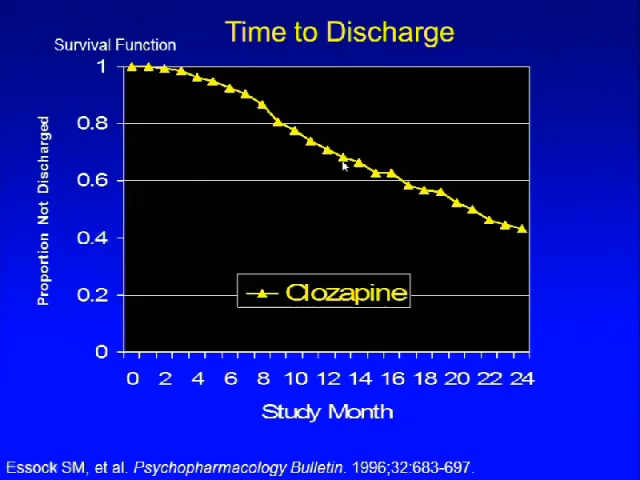 Time to Discharge
Survival Function
Proportion Not Discharged
1
0.8
0.6
0.4
0.2
0
Clozapine
0 2 4 6 8 10 12 14 16 18 20 22 24
Study Month
Essock SM, et al. Psychopharmacology Bulletin. 1996;32:683-697.